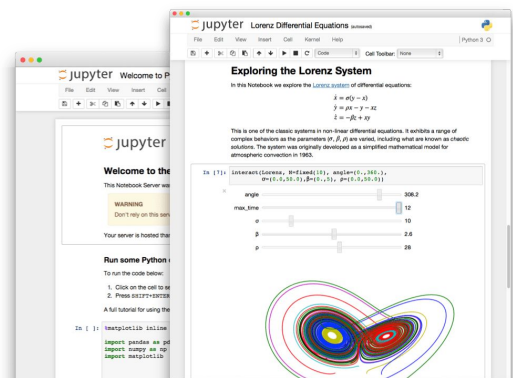 jupyter Lorenz Differential Equations (autosaved)
File Edit View Insert Cell Kernel Help Python 3
Code Cell Toolbar: None
Exploring the Lorenz System
In this Notebook we explore the Lorenz system of differential equations:
ẋ = σ(y − x)
ẏ = ρx − y − xz
ż = −βz + xy
This is one of the classic systems in non-linear differential equations. It exhibits a range of
complex behaviors as the parameters (σ, β, ρ) are varied, including what are known as chaotic
solutions. The system was originally developed as a simplified mathematical model for
atmospheric convection in 1963.
In [7]: interact(Lorenz, N=fixed(10), angle=(0.,360.),
σ=(0.0,50.0),β=(0.,5), ρ=(0.0,50.0))
angle 308.2
max_time 12
σ 10
β 2.6
ρ 28
jupyter Welcome to P
File Edit View Insert Cell
jupyter
Welcome to the
This Notebook Server was
WARNING
Don't rely on this serv
Your server is hosted thar
Run some Python
To run the code below:
1. Click on the cell to se
2. Press SHIFT+ENTER
A full tutorial for using the
In [ ]: %matplotlib inline
import pandas as pd
import numpy as np
import matplotlib